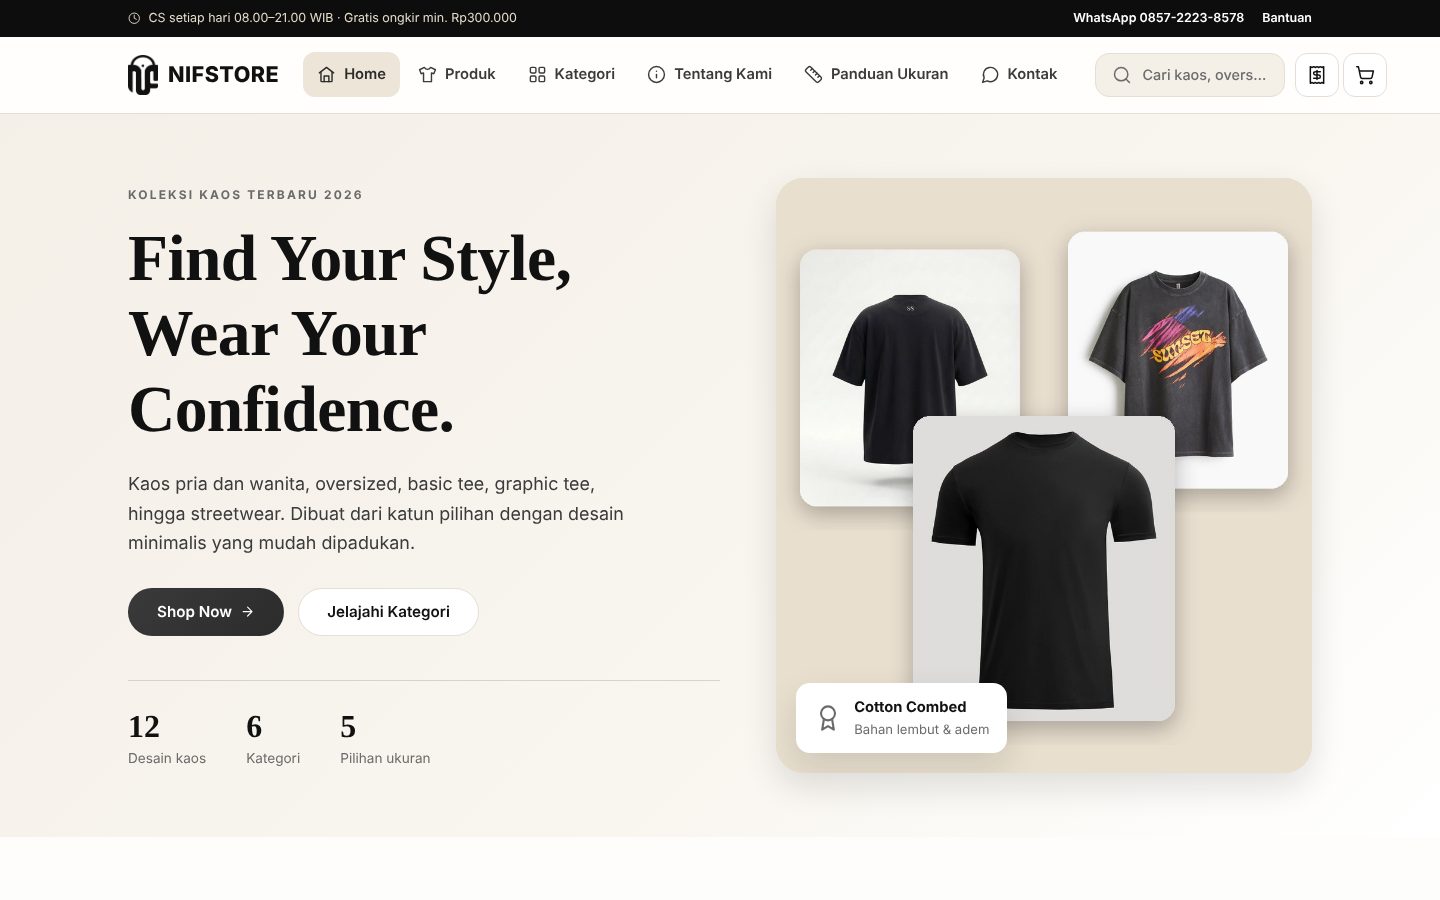 CS setiap hari 08.00–21.00 WIB · Gratis ongkir min. Rp300.000
WhatsApp 0857-2223-8578
Bantuan
NIFSTORE
Home
Produk
Kategori
Tentang Kami
Panduan Ukuran
Kontak
Cari kaos, overs...
KOLEKSI KAOS TERBARU 2026
Find Your Style,
Wear Your
Confidence.
Kaos pria dan wanita, oversized, basic tee, graphic tee,
hingga streetwear. Dibuat dari katun pilihan dengan desain
minimalis yang mudah dipadukan.
Shop Now →
Jelajahi Kategori
12
Desain kaos
6
Kategori
5
Pilihan ukuran
SUNSET
Cotton Combed
Bahan lembut & adem